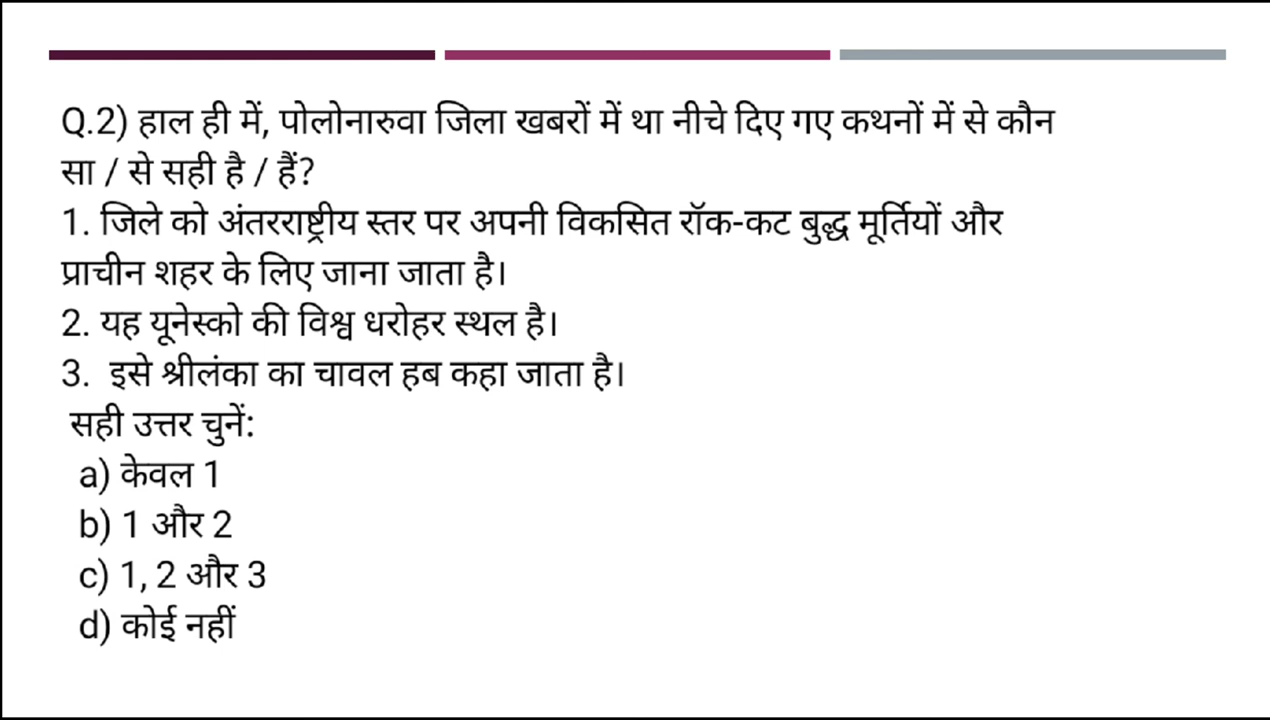 Q.2) हाल ही में, पोलोनारुवा जिला खबरों में था नीचे दिए गए कथनों में से कौन
सा / से सही है / हैं?
1. जिले को अंतरराष्ट्रीय स्तर पर अपनी विकसित रॉक-कट बुद्ध मूर्तियों और
प्राचीन शहर के लिए जाना जाता है।
2. यह यूनेस्को की विश्व धरोहर स्थल है।
3. इसे श्रीलंका का चावल हब कहा जाता है।
सही उत्तर चुनें:
a) केवल 1
b) 1 और 2
c) 1, 2 और 3
d) कोई नहीं